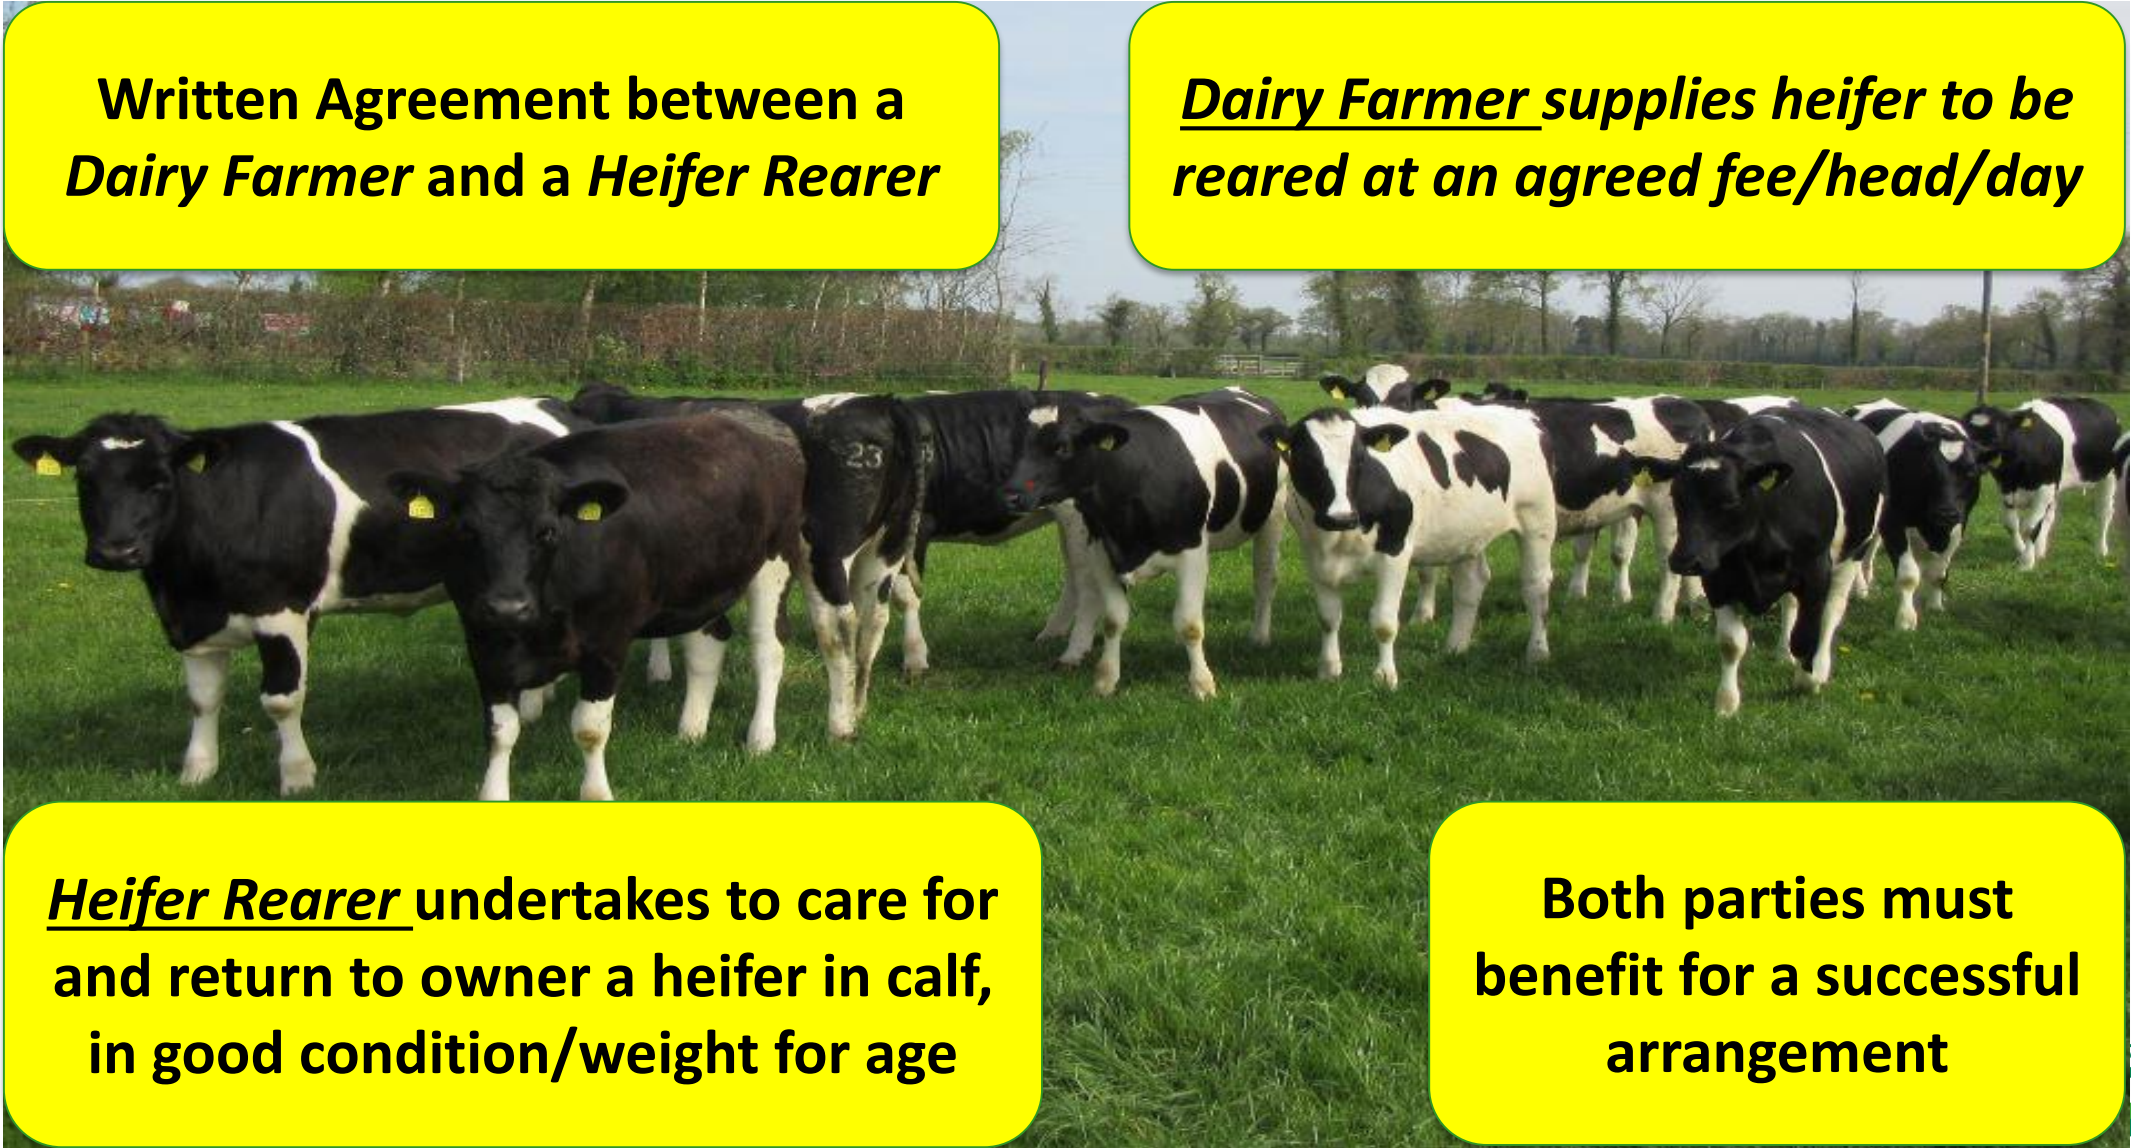 Written Agreement between a
Dairy Farmer and a Heifer Rearer
Dairy Farmer supplies heifer to be
reared at an agreed fee/head/day
23
Heifer Rearer undertakes to care for
and return to owner a heifer in calf,
in good condition/weight for age
Both parties must
benefit for a successful
arrangement